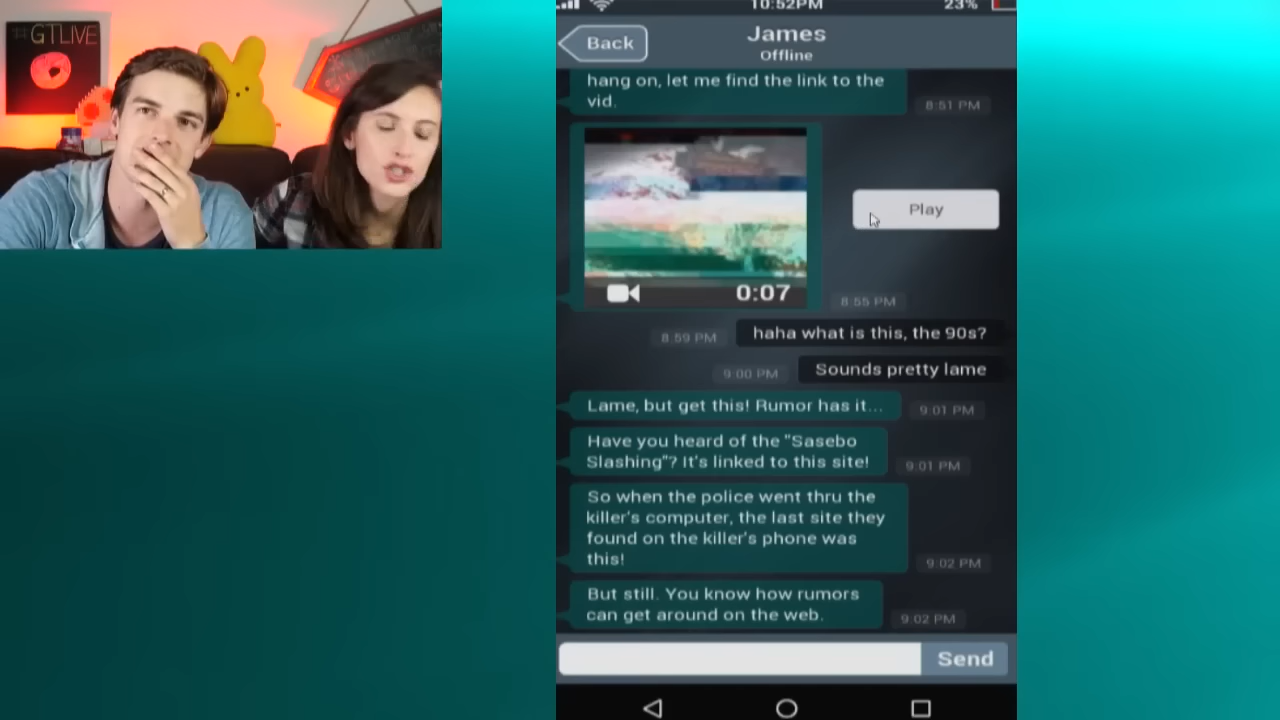 #GTLIVE
10:52PM
23%
Back
James
Offline
hang on, let me find the link to the
vid.
8:51 PM
Play
0:07
8:55 PM
haha what is this, the 90s?
8:59 PM
Sounds pretty lame
9:00 PM
Lame, but get this! Rumor has it...
9:01 PM
Have you heard of the "Sasebo
Slashing"? It's linked to this site!
9:01 PM
So when the police went thru the
killer's computer, the last site they
found on the killer's phone was
this!
9:02 PM
But still. You know how rumors
can get around on the web.
9:02 PM
Send